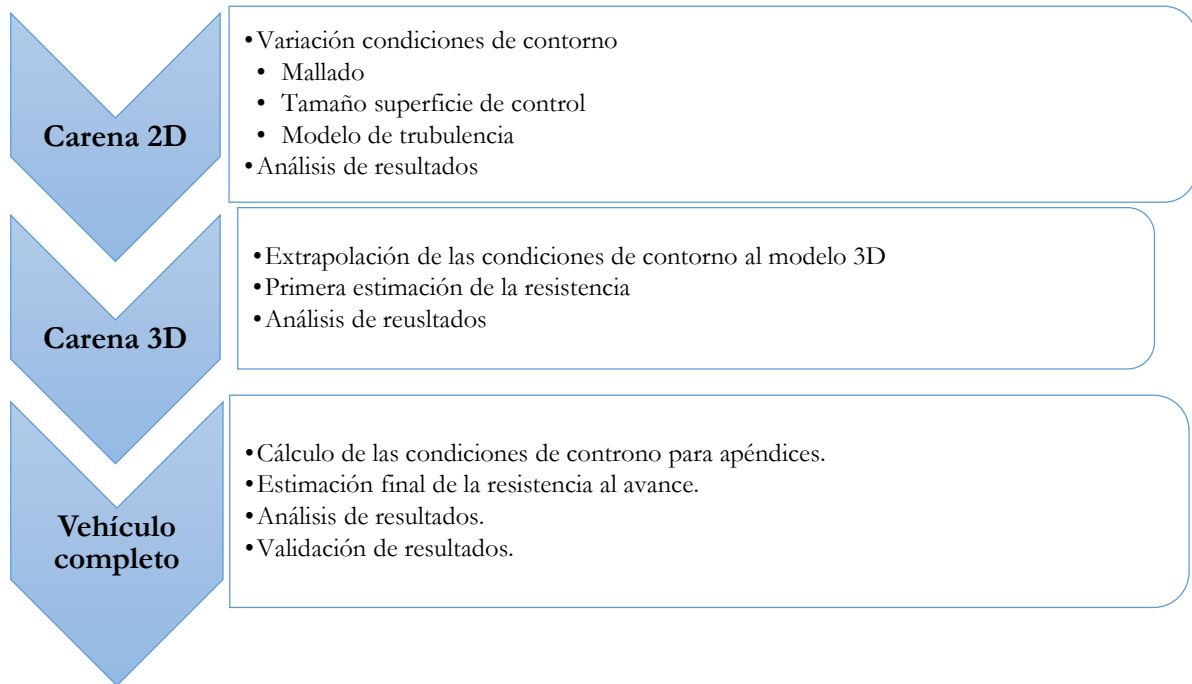 Carena 2D
•Variación condiciones de contorno
• Mallado
• Tamaño superficie de control
• Modelo de trubulencia
•Análisis de resultados
Carena 3D
•Extrapolación de las condiciones de contorno al modelo 3D
•Primera estimación de la resistencia
•Análisis de reusltados
Vehículo
completo
•Cálculo de las condiciones de controno para apéndices.
•Estimación final de la resistencia al avance.
•Análisis de resultados.
•Validación de resultados.